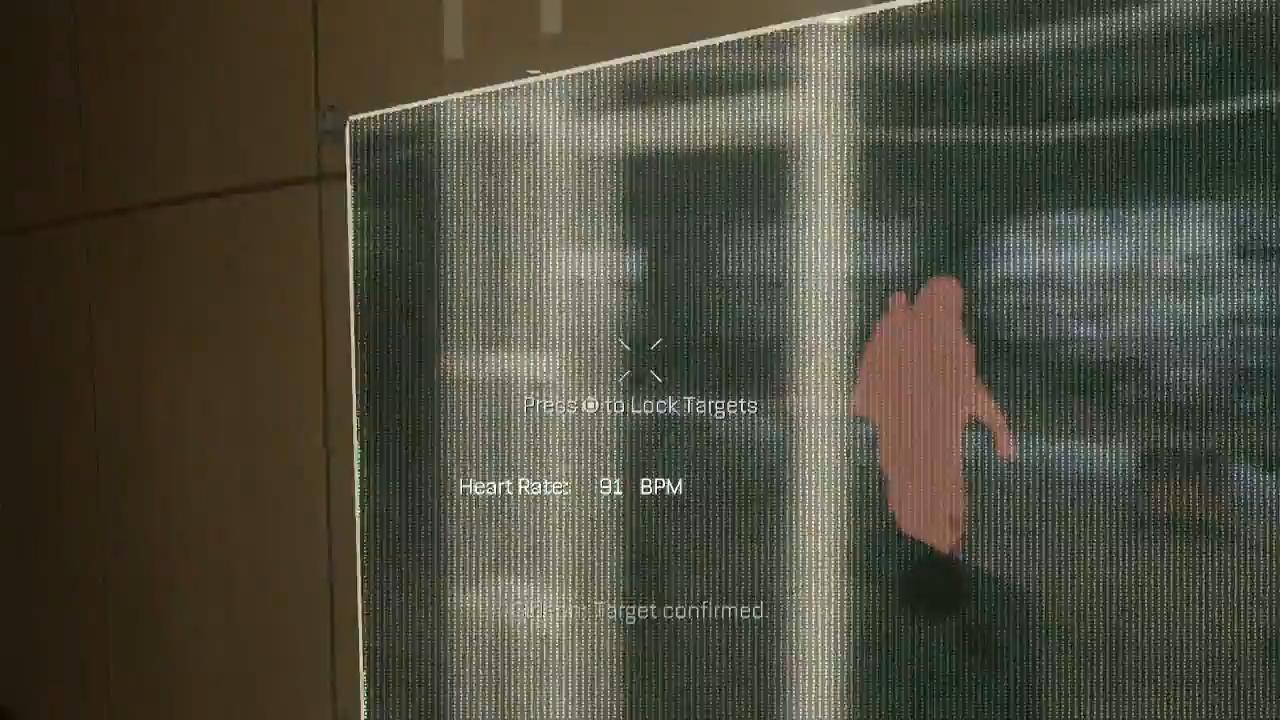 Press to Lock Targets
Heart Rate: 91 BPM
Target confirmed.